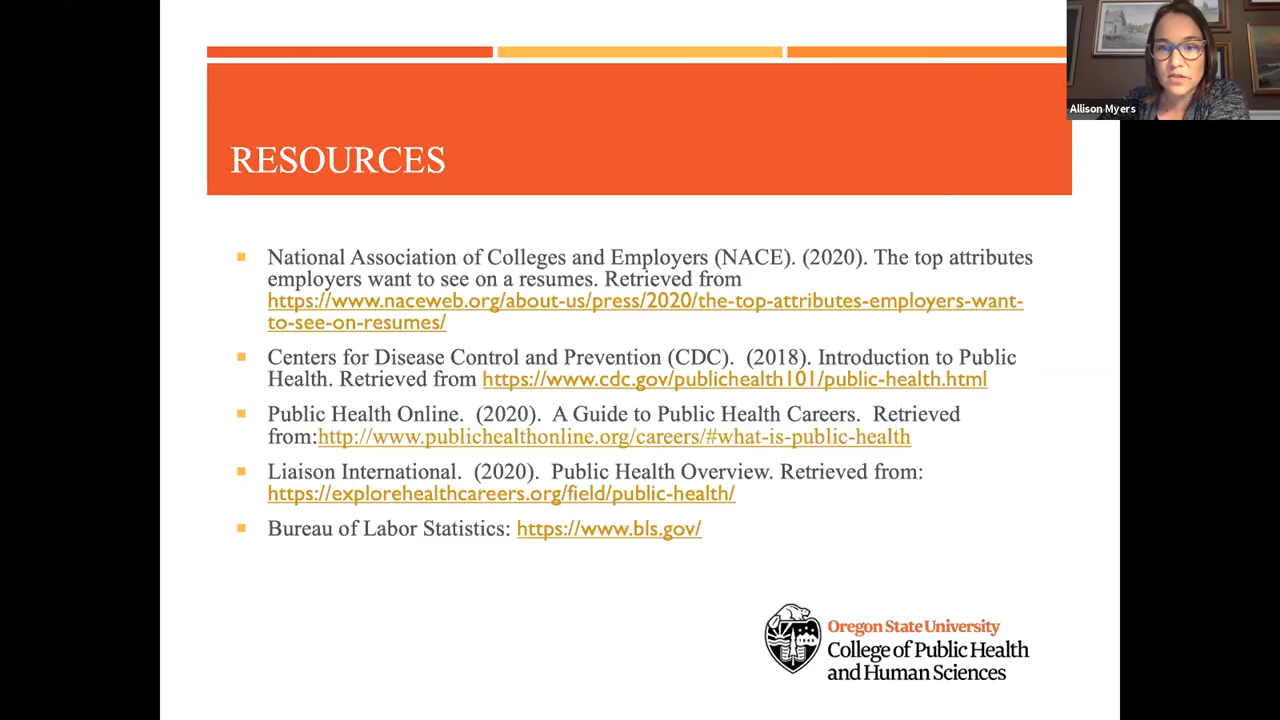 Allison Myers
RESOURCES
National Association of Colleges and Employers (NACE). (2020). The top attributes
employers want to see on a resumes. Retrieved from
https://www.naceweb.org/about-us/press/2020/the-top-attributes-employers-want-
to-see-on-resumes/
Centers for Disease Control and Prevention (CDC).  (2018). Introduction to Public
Health. Retrieved from https://www.cdc.gov/publichealth101/public-health.html
Public Health Online.  (2020).  A Guide to Public Health Careers.  Retrieved
from:http://www.publichealthonline.org/careers/#what-is-public-health
Liaison International.  (2020).  Public Health Overview. Retrieved from:
https://explorehealthcareers.org/field/public-health/
Bureau of Labor Statistics: https://www.bls.gov/
Oregon State University
College of Public Health
and Human Sciences